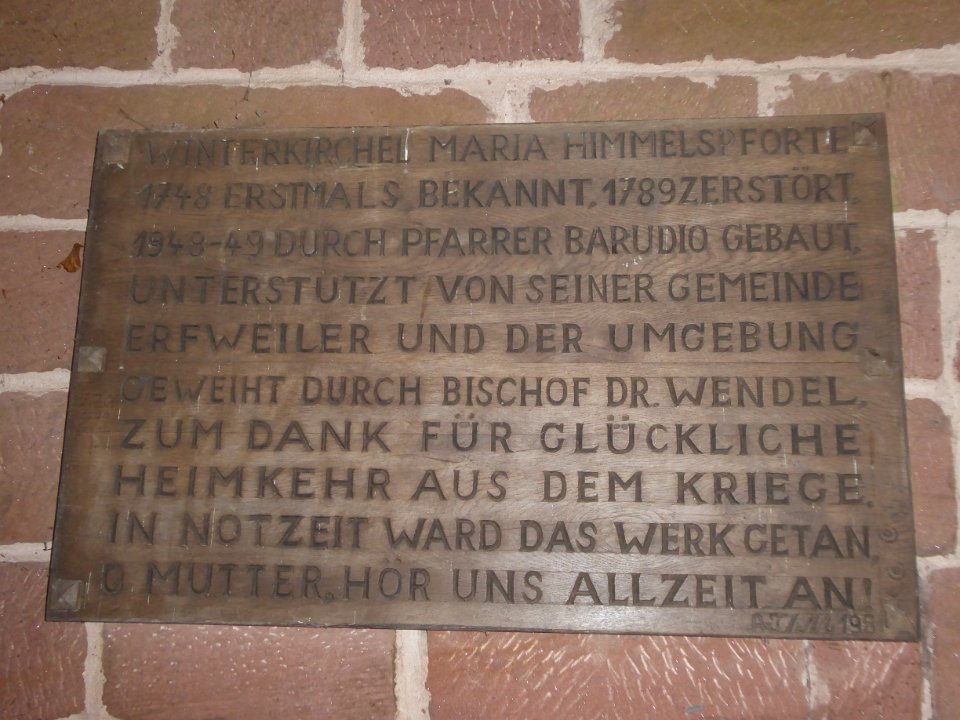 WINTERKIRCHEL MARIA HIMMELSPFORTE
1748 ERSTMALS, BEKANNT, 1789 ZERSTÖRT,
1948-49 DURCH PFARRER BARUDIO GEBAUT,
UNTERSTÜTZT VON SEINER GEMEINDE
ERFWEILER UND DER UMGEBUNG
GEWEIHT DURCH BISCHOF DR. WENDEL,
ZUM DANK FÜR GLÜCKLICHE
HEIMKEHR AUS DEM KRIEGE.
IN NOTZEIT WARD DAS WERK GETAN,
O MUTTER, HÖR UNS ALLZEIT AN!